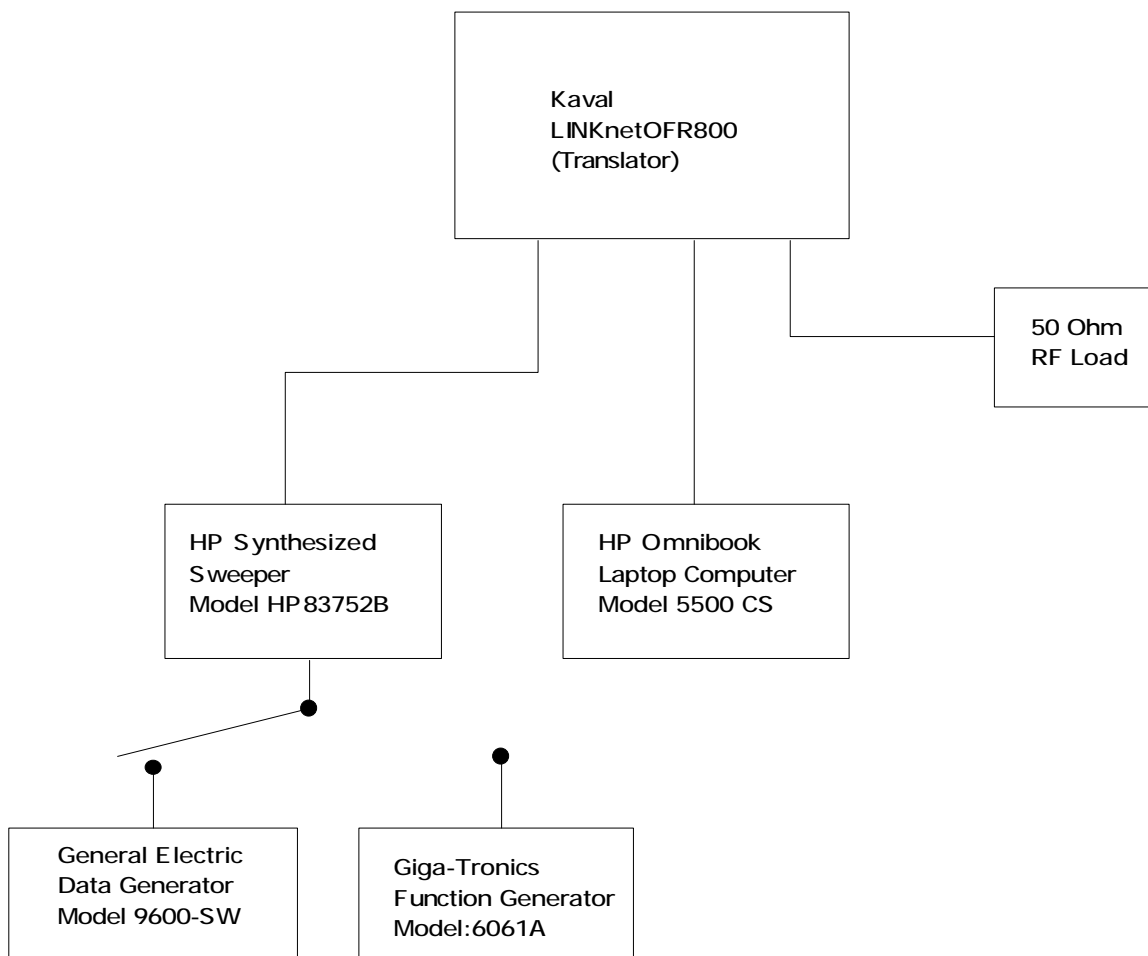 Kaval
LINKnetOFR800
(Translator)
50 Ohm
RF Load
HP Synthesized
Sweeper
Model HP83752B
HP Omnibook
Laptop Computer
Model 5500 CS
General Electric
Data Generator
Model 9600-SW
Giga-Tronics
Function Generator
Model:6061A